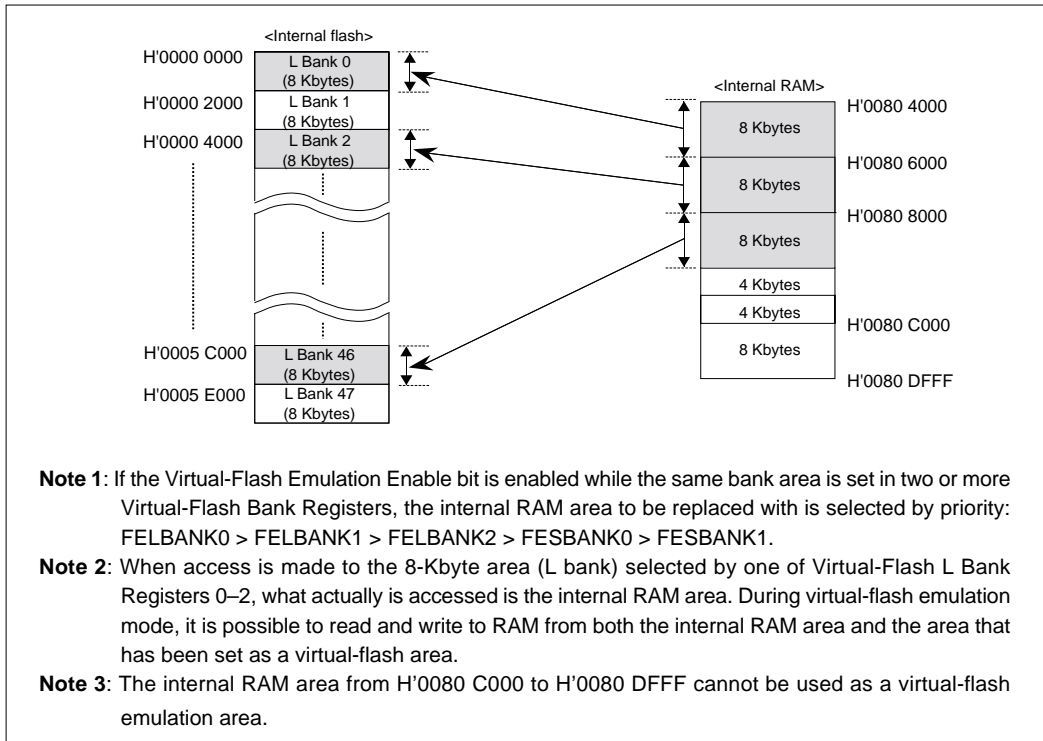 <Internal flash>
H'0000 0000
L Bank 0
(8 Kbytes)
H'0000 2000
L Bank 1
(8 Kbytes)
H'0000 4000
L Bank 2
(8 Kbytes)
H'0005 C000
L Bank 46
(8 Kbytes)
H'0005 E000
L Bank 47
(8 Kbytes)
<Internal RAM>
H'0080 4000
8 Kbytes
H'0080 6000
8 Kbytes
H'0080 8000
8 Kbytes
4 Kbytes
4 Kbytes
H'0080 C000
8 Kbytes
H'0080 DFFF
Note 1: If the Virtual-Flash Emulation Enable bit is enabled while the same bank area is set in two or more
Virtual-Flash Bank Registers, the internal RAM area to be replaced with is selected by priority:
FELBANK0 > FELBANK1 > FELBANK2 > FESBANK0 > FESBANK1.
Note 2: When access is made to the 8-Kbyte area (L bank) selected by one of Virtual-Flash L Bank
Registers 0–2, what actually is accessed is the internal RAM area. During virtual-flash emulation
mode, it is possible to read and write to RAM from both the internal RAM area and the area that
has been set as a virtual-flash area.
Note 3: The internal RAM area from H'0080 C000 to H'0080 DFFF cannot be used as a virtual-flash
emulation area.